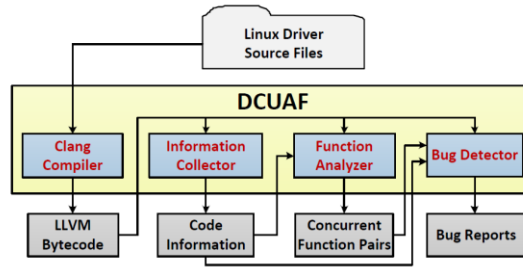 Linux Driver
Source Files
DCUAF
Clang
Compiler
Information
Collector
Function
Analyzer
Bug Detector
LLVM
Bytecode
Code
Information
Concurrent
Function Pairs
Bug Reports